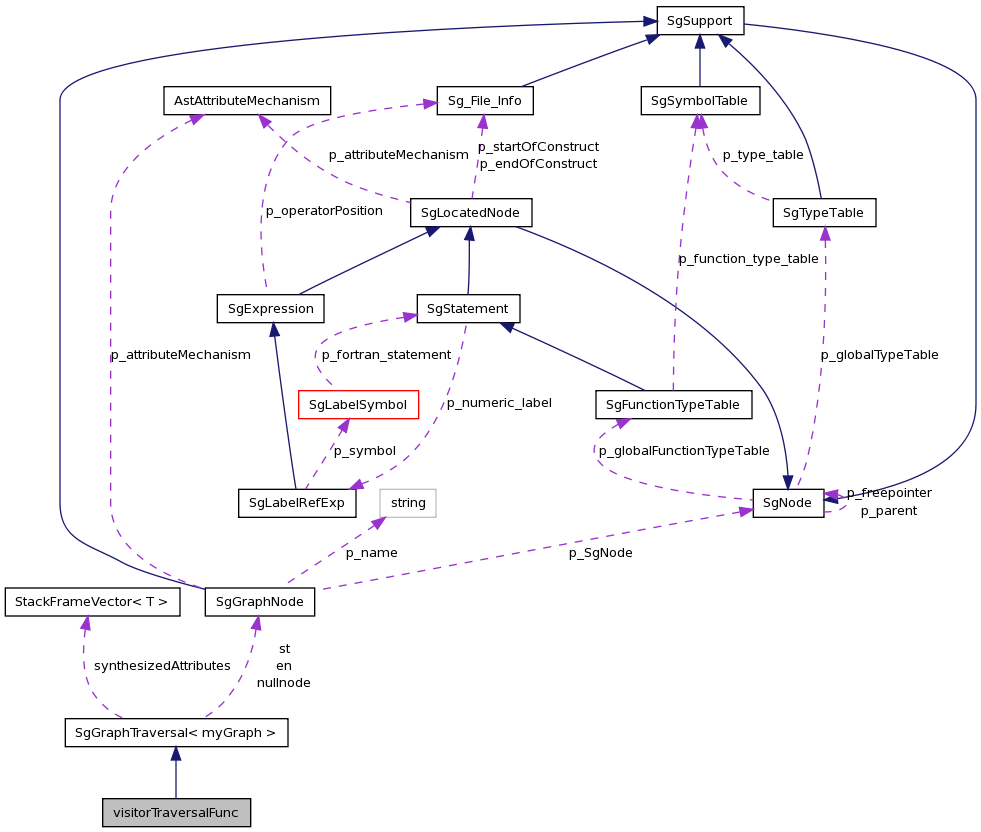 SgSupport
AstAttributeMechanism
Sg_File_Info
SgSymbolTable
p_startOfConstruct
p_endOfConstruct
p_attributeMechanism
p_type_table
p_operatorPosition
SgLocatedNode
SgTypeTable
p_function_type_table
SgExpression
SgStatement
p_attributeMechanism
p_fortran_statement
p_globalTypeTable
SgLabelSymbol
p_numeric_label
SgFunctionTypeTable
p_symbol
p_globalFunctionTypeTable
SgLabelRefExp
string
SgNode
p_freepointer
p_parent
p_name
p_SgNode
StackFrameVector< T >
SgGraphNode
synthesizedAttributes
st
en
nullnode
SgGraphTraversal< myGraph >
visitorTraversalFunc